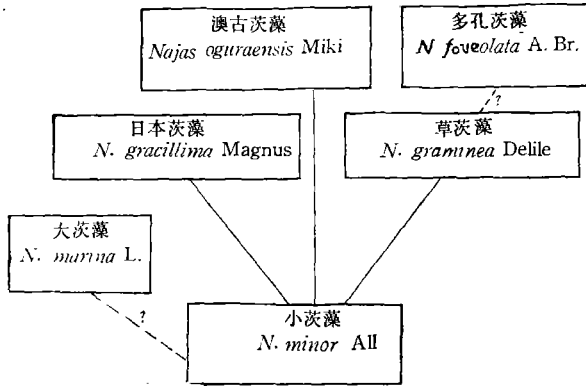 澳古茨藻
Najas oguraensis Miki
多孔茨藻
N foveolata A. Br.
?
日本茨藻
N. gracillima Magnus
草茨藻
N. graminea Delile
大茨藻
N. marina L.
?
小茨藻
N. minor All